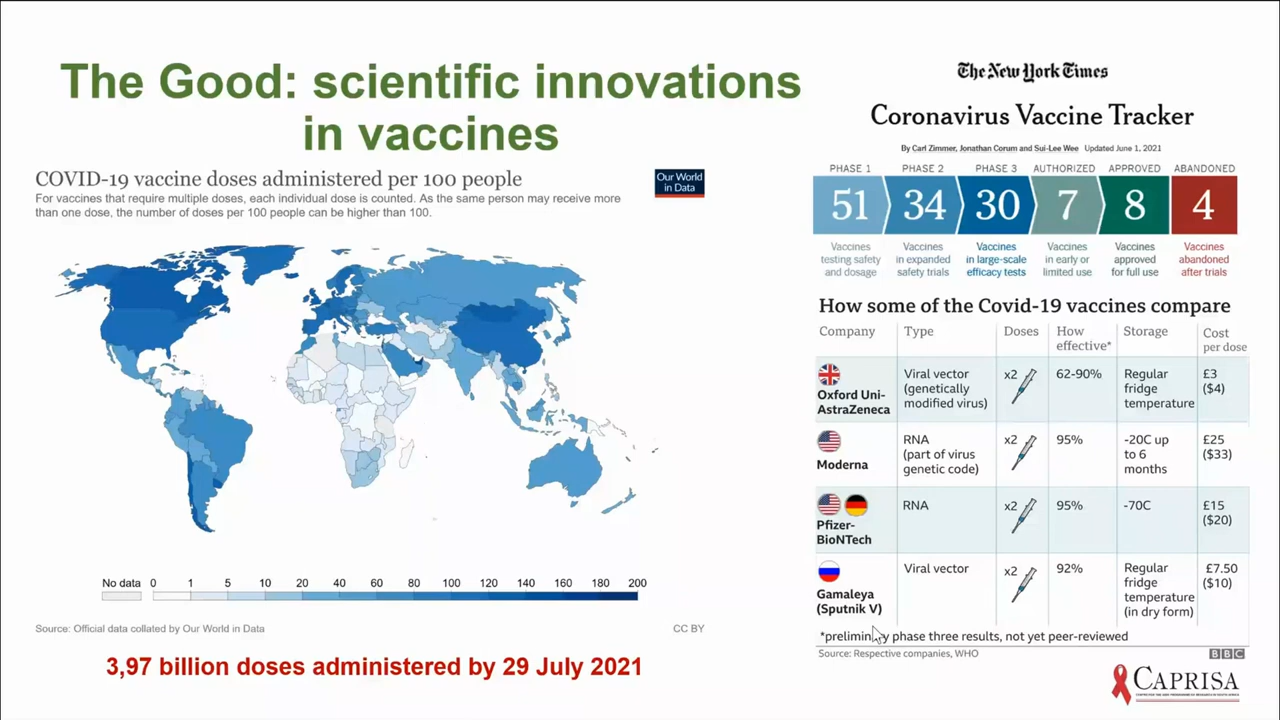 The Good: scientific innovations
in vaccines
COVID-19 vaccine doses administered per 100 people
For vaccines that require multiple doses, each individual dose is counted. As the same person may receive more
than one dose, the number of doses per 100 people can be higher than 100.
Our World
in Data
No data 0 1 5 10 20 40 60 80 100 120 140 160 180 200
Source: Official data collated by Our World in Data
CC BY
3,97 billion doses administered by 29 July 2021
The New York Times
Coronavirus Vaccine Tracker
By Carl Zimmer, Jonathan Corum and Sui-Lee Wee Updated June 1, 2021
PHASE 1 PHASE 2 PHASE 3 AUTHORIZED APPROVED ABANDONED
51 34 30 7 8 4
Vaccines
testing safety
and dosage
Vaccines
in expanded
safety trials
Vaccines
in large-scale
efficacy tests
Vaccines
in early or
limited use
Vaccines
approved
for full use
Vaccines
abandoned
after trials
How some of the Covid-19 vaccines compare
Company
Type
Doses
How
effective*
Storage
Cost
per dose
Oxford Uni-
AstraZeneca
Viral vector
(genetically
modified virus)
x2
62-90%
Regular
fridge
temperature
£3
($4)
Moderna
RNA
(part of virus
genetic code)
x2
95%
-20C up
to 6
months
£25
($33)
Pfizer-
BioNTech
RNA
x2
95%
-70C
£15
($20)
Gamaleya
(Sputnik V)
Viral vector
x2
92%
Regular
fridge
temperature
(in dry form)
£7.50
($10)
*preliminary phase three results, not yet peer-reviewed
Source: Respective companies, WHO
BBC
CAPRISA